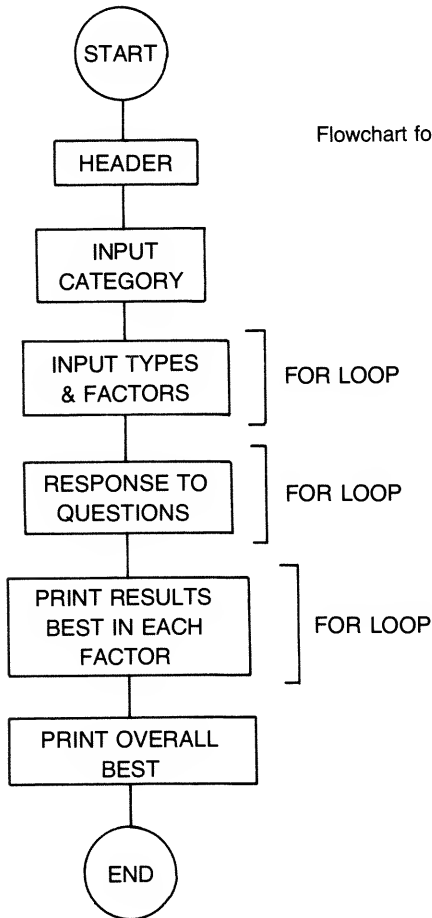 START
Flowchart fo
HEADER
INPUT
CATEGORY
INPUT TYPES
& FACTORS
FOR LOOP
RESPONSE TO
QUESTIONS
FOR LOOP
PRINT RESULTS
BEST IN EACH
FACTOR
FOR LOOP
PRINT OVERALL
BEST
END